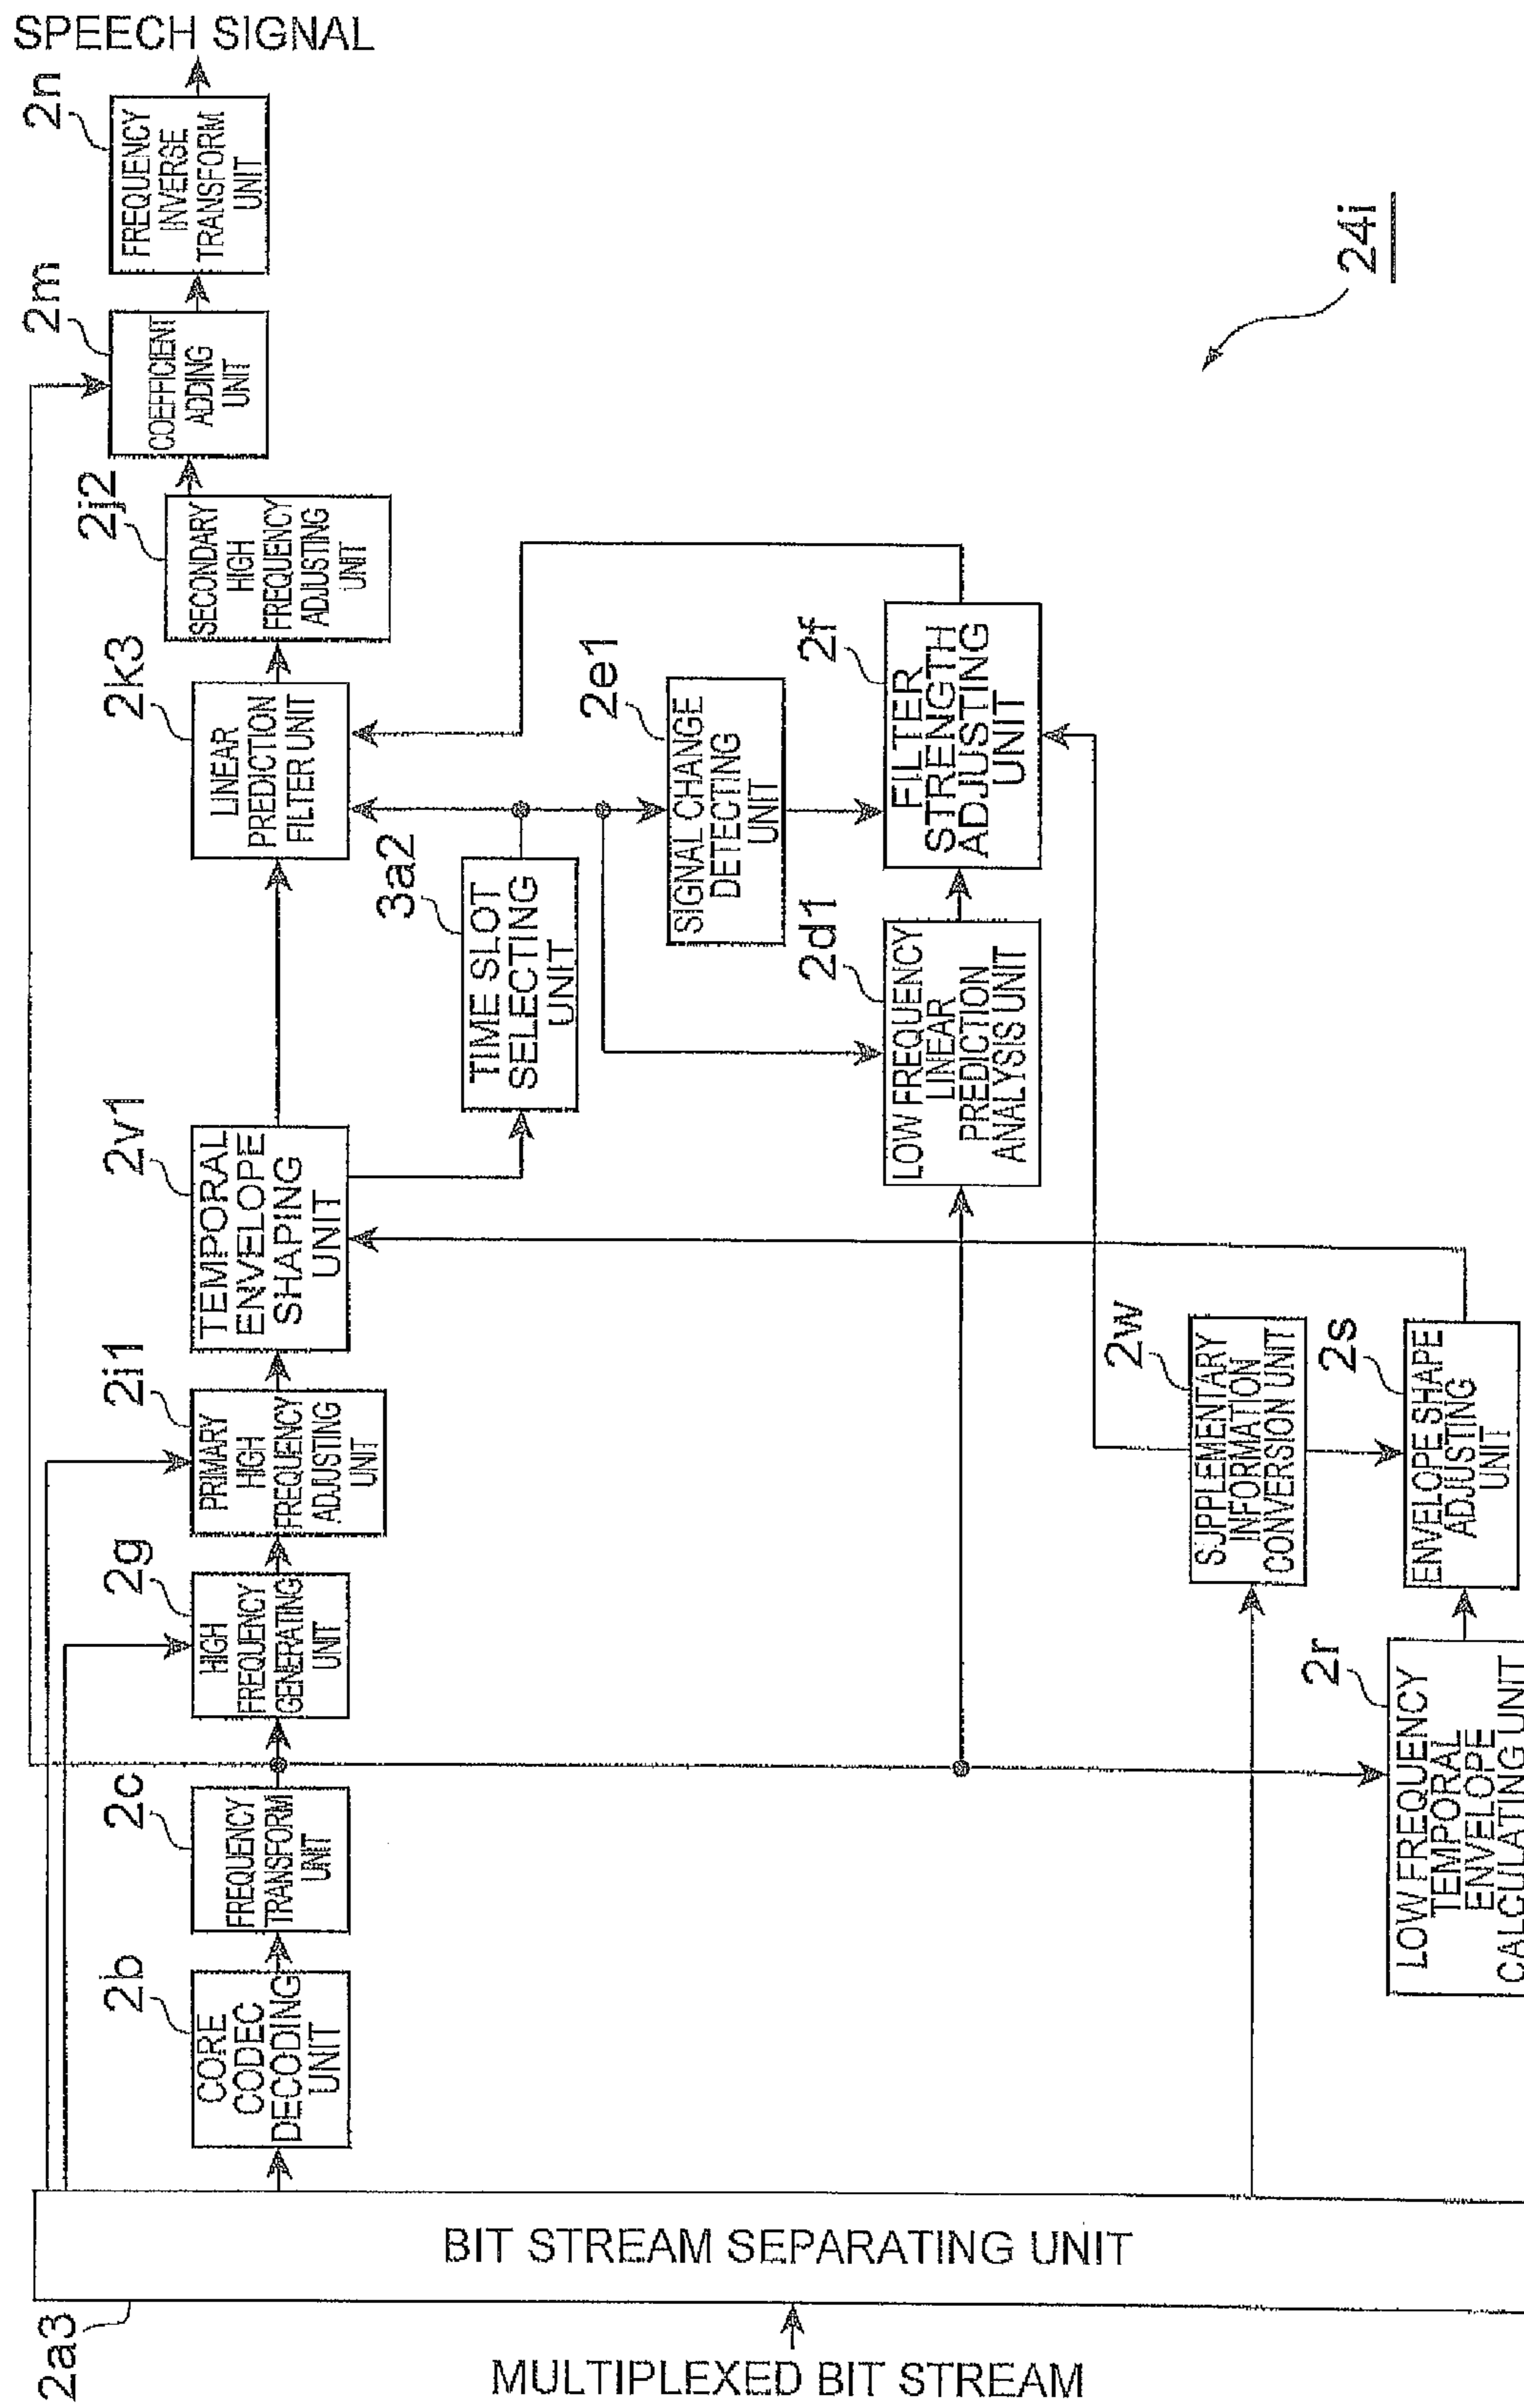 SPEECH SIGNAL
2n
FREQUENCY
INVERSE
TRANSFORM
UNIT
2m
COEFFICIENT
ADDING
UNIT
2j2
SECONDARY
HIGH
FREQUENCY
ADJUSTING
UNIT
2k3
LINEAR
PREDICTION
FILTER UNIT
2v1
TEMPORAL
ENVELOPE
SHAPING
UNIT
2i1
PRIMARY
HIGH
FREQUENCY
ADJUSTING
UNIT
2g
HIGH
FREQUENCY
GENERATING
UNIT
2c
FREQUENCY
TRANSFORM
UNIT
2b
CORE
CODEC
DECODING
UNIT
3a2
TIME SLOT
SELECTING
UNIT
2e1
SIGNAL CHANGE
DETECTING
UNIT
2f
FILTER
STRENGTH
ADJUSTING
UNIT
2d1
LOW FREQUENCY
LINEAR
PREDICTION
ANALYSIS UNIT
2w
SUPPLEMENTARY
INFORMATION
CONVERSION UNIT
2s
ENVELOPE SHAPE
ADJUSTING
UNIT
2r
LOW FREQUENCY
TEMPORAL
ENVELOPE
CALCULATING UNIT
24i
BIT STREAM SEPARATING UNIT
2a3
MULTIPLEXED BIT STREAM